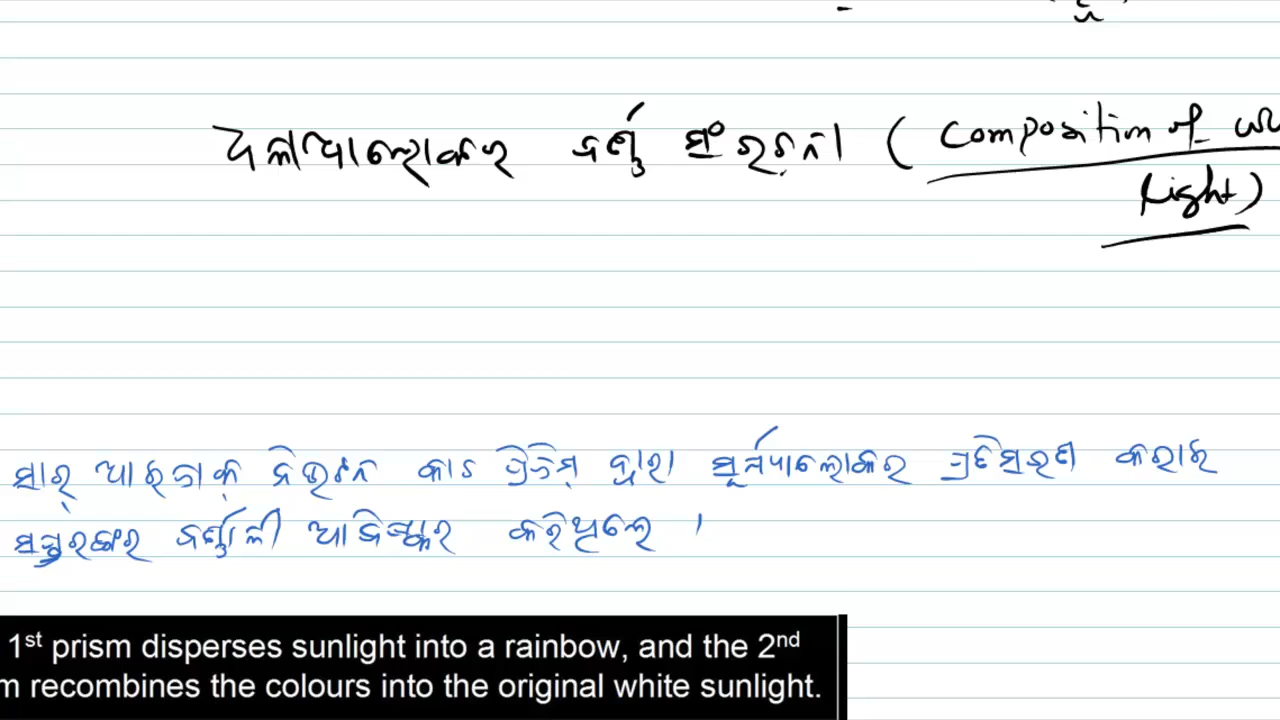 ଧଳାଆଲୋକର ବର୍ଣ୍ଣ ସଂରଚନା (Composition of
light)
ସାର୍ ଆଇଜାକ୍ ନିଉଟନ କାଚ ପ୍ରିଜିମ୍ ଦ୍ୱାରା ସୂର୍ଯ୍ୟାଲୋକର ପ୍ରତିସରଣ କରାଇ
ସପ୍ତରଙ୍ଗର ବର୍ଣ୍ଣାଳୀ ଆବିଷ୍କାର କରିଥିଲେ ।
1st prism disperses sunlight into a rainbow, and the 2nd
m recombines the colours into the original white sunlight.